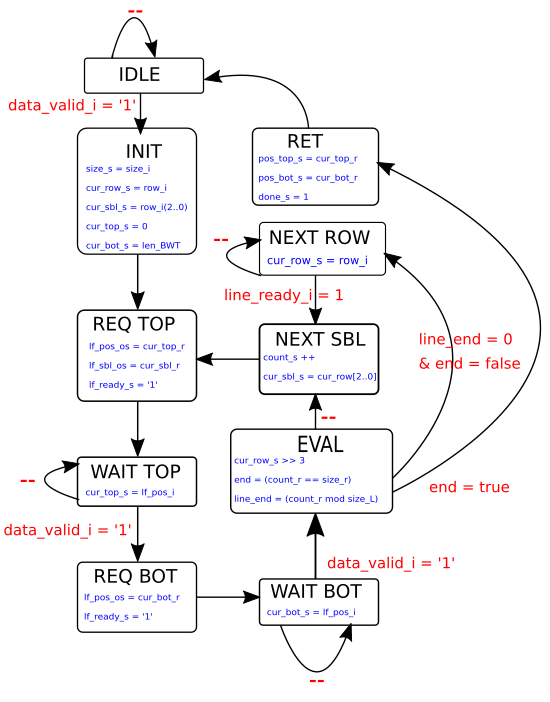 --
IDLE
data_valid_i = '1'
INIT
size_s = size_i
cur_row_s = row_i
cur_sbl_s = row_i(2..0)
cur_top_s = 0
cur_bot_s = len_BWT
RET
pos_top_s = cur_top_r
pos_bot_s = cur_bot_r
done_s = 1
--
NEXT ROW
cur_row_s = row_i
line_ready_i = 1
REQ TOP
lf_pos_os = cur_top_r
lf_sbl_os = cur_sbl_r
lf_ready_s = '1'
NEXT SBL
count_s ++
cur_sbl_s = cur_row[2..0]
line_end = 0
& end = false
--
EVAL
cur_row_s >> 3
end = (count_r == size_r)
line_end = (count_r mod size_L)
end = true
--
WAIT TOP
cur_top_s = lf_pos_i
data_valid_i = '1'
REQ BOT
lf_pos_os = cur_bot_r
lf_ready_s = '1'
data_valid_i = '1'
WAIT BOT
cur_bot_s = lf_pos_i
--